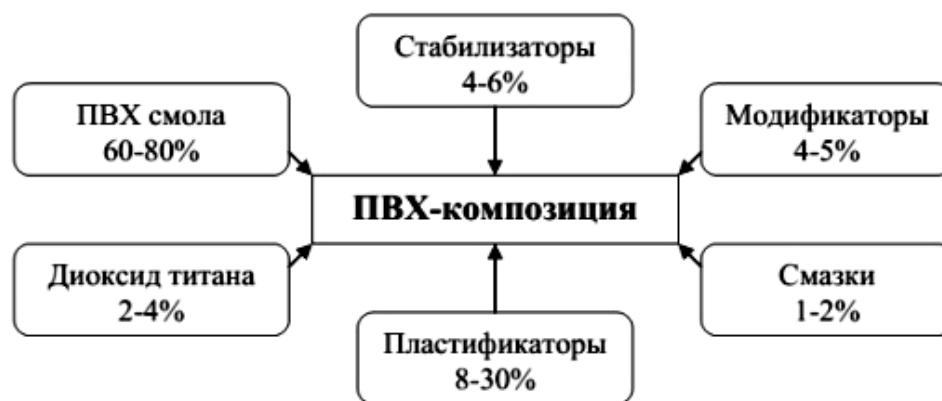 Стабилизаторы
4-6%
ПВХ смола
60-80%
Модификаторы
4-5%
ПВХ-композиция
Диоксид титана
2-4%
Смазки
1-2%
Пластификаторы
8-30%